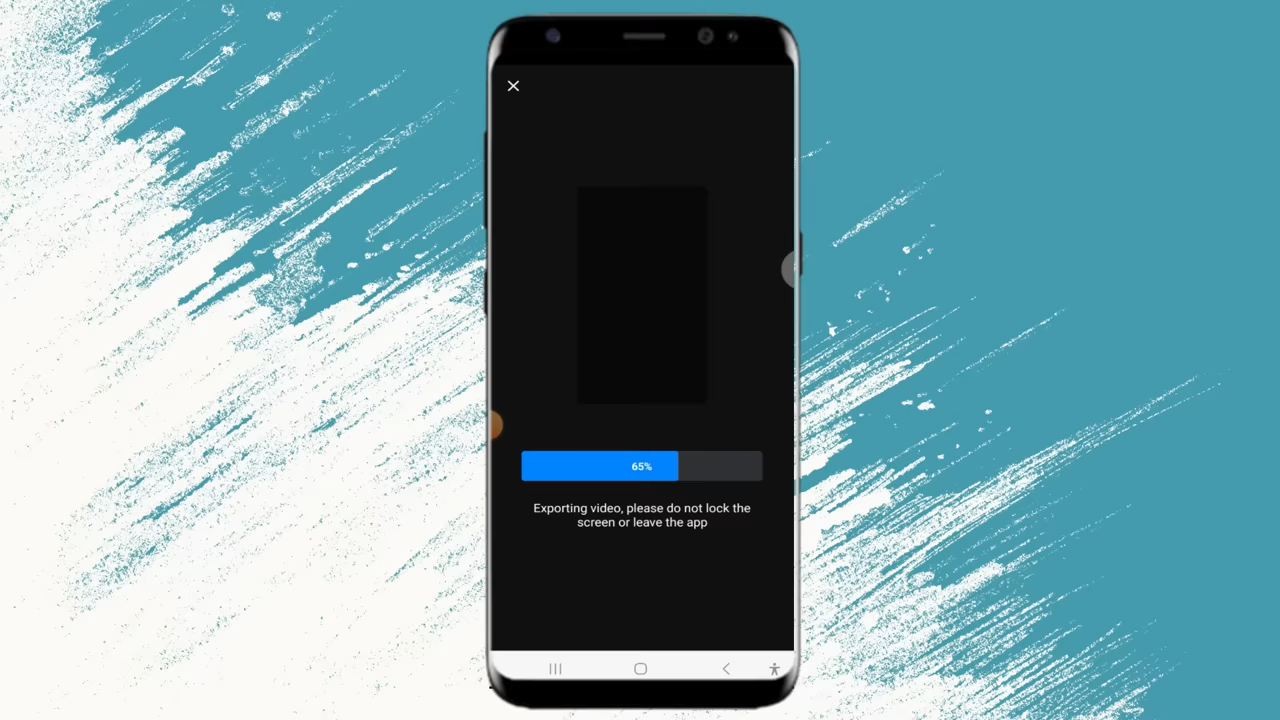 65%
Exporting video, please do not lock the
screen or leave the app